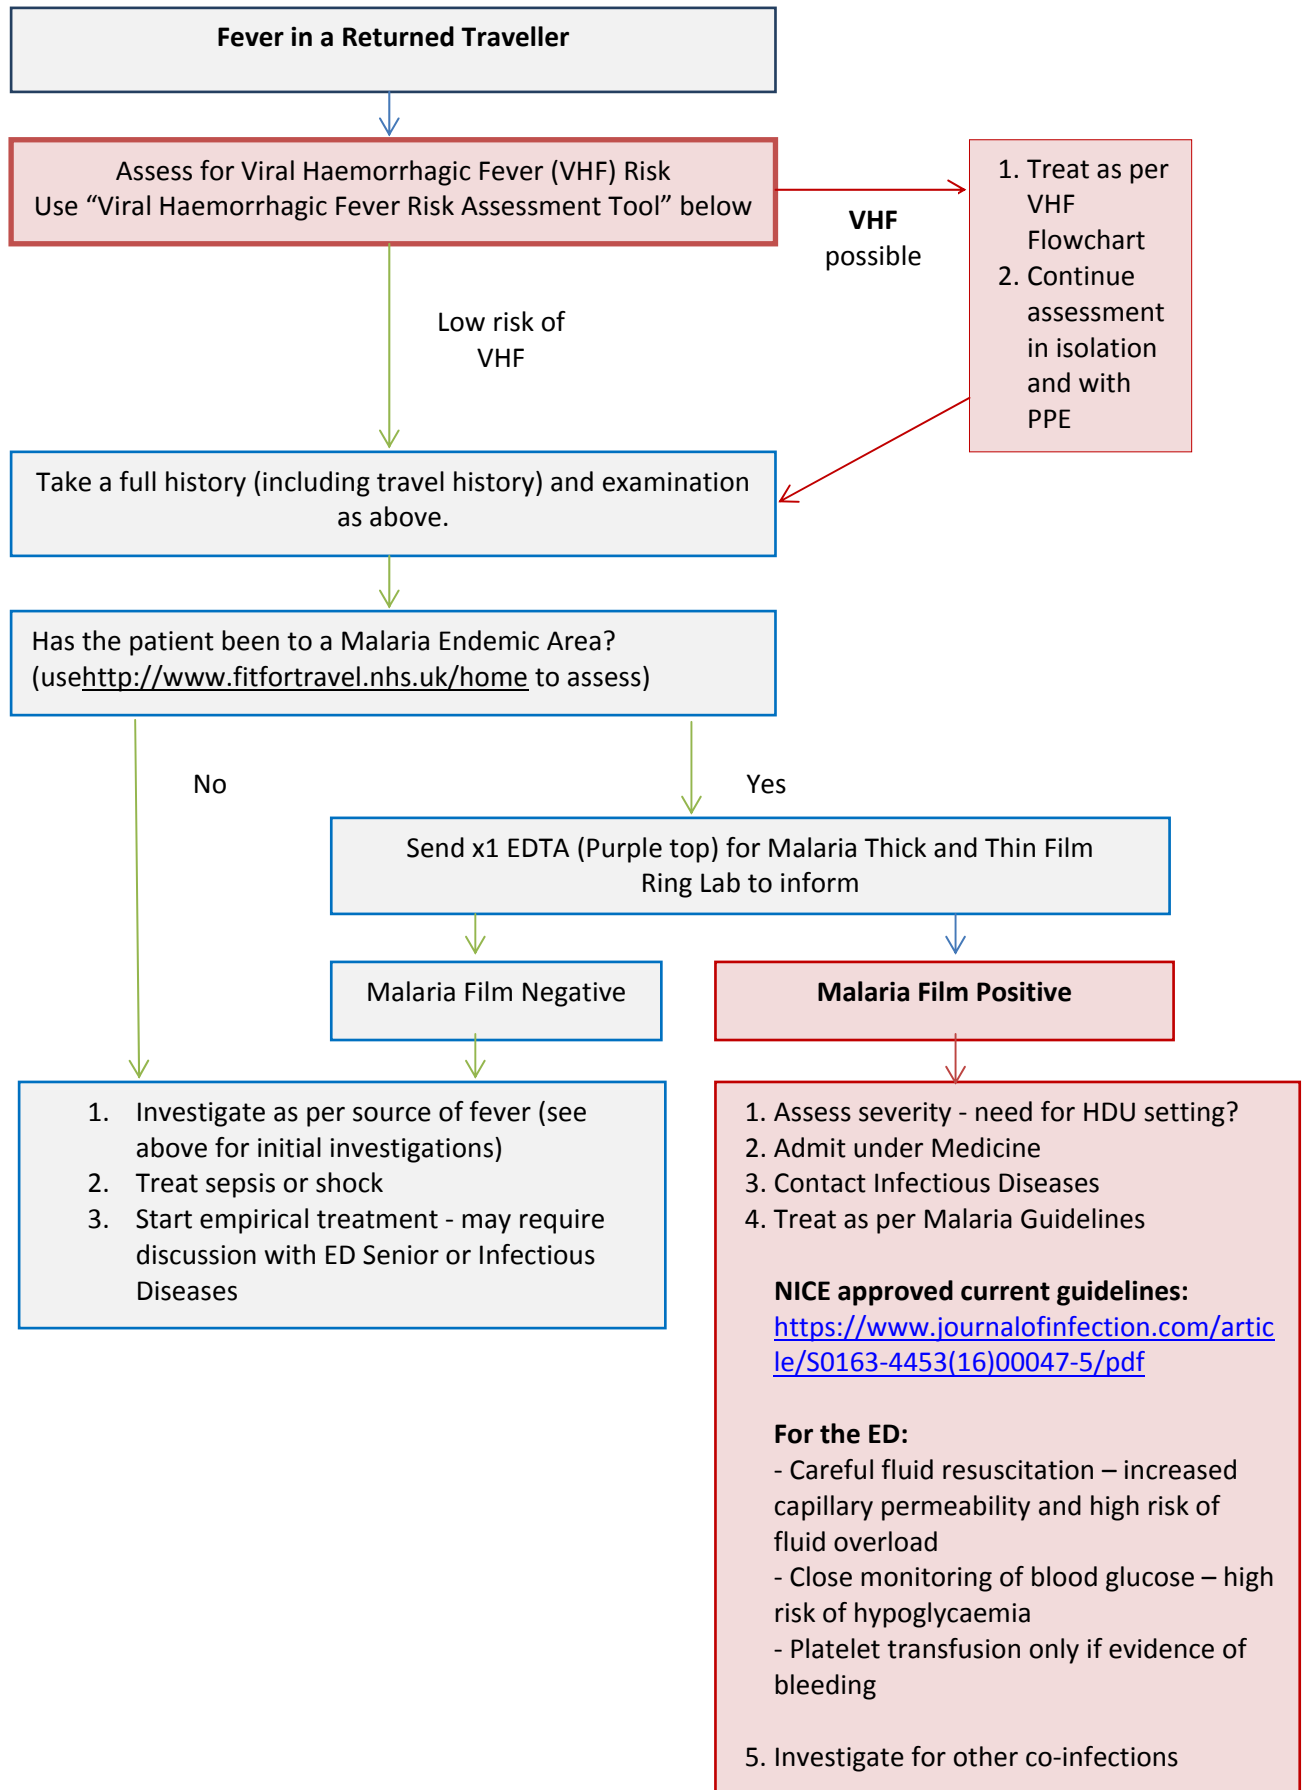 Fever in a Returned Traveller
Assess for Viral Haemorrhagic Fever (VHF) Risk
Use “Viral Haemorrhagic Fever Risk Assessment Tool” below
VHF
possible
1. Treat as per
VHF
Flowchart
2. Continue
assessment
in isolation
and with
PPE
Low risk of
VHF
Take a full history (including travel history) and examination
as above.
Has the patient been to a Malaria Endemic Area?
(usehttp://www.fitfortravel.nhs.uk/home to assess)
No
Yes
Send x1 EDTA (Purple top) for Malaria Thick and Thin Film
Ring Lab to inform
Malaria Film Negative
Malaria Film Positive
1. Investigate as per source of fever (see
above for initial investigations)
2. Treat sepsis or shock
3. Start empirical treatment - may require
discussion with ED Senior or Infectious
Diseases
1. Assess severity - need for HDU setting?
2. Admit under Medicine
3. Contact Infectious Diseases
4. Treat as per Malaria Guidelines
NICE approved current guidelines:
https://www.journalofinfection.com/artic
le/S0163-4453(16)00047-5/pdf
For the ED:
- Careful fluid resuscitation – increased
capillary permeability and high risk of
fluid overload
- Close monitoring of blood glucose – high
risk of hypoglycaemia
- Platelet transfusion only if evidence of
bleeding
5. Investigate for other co-infections